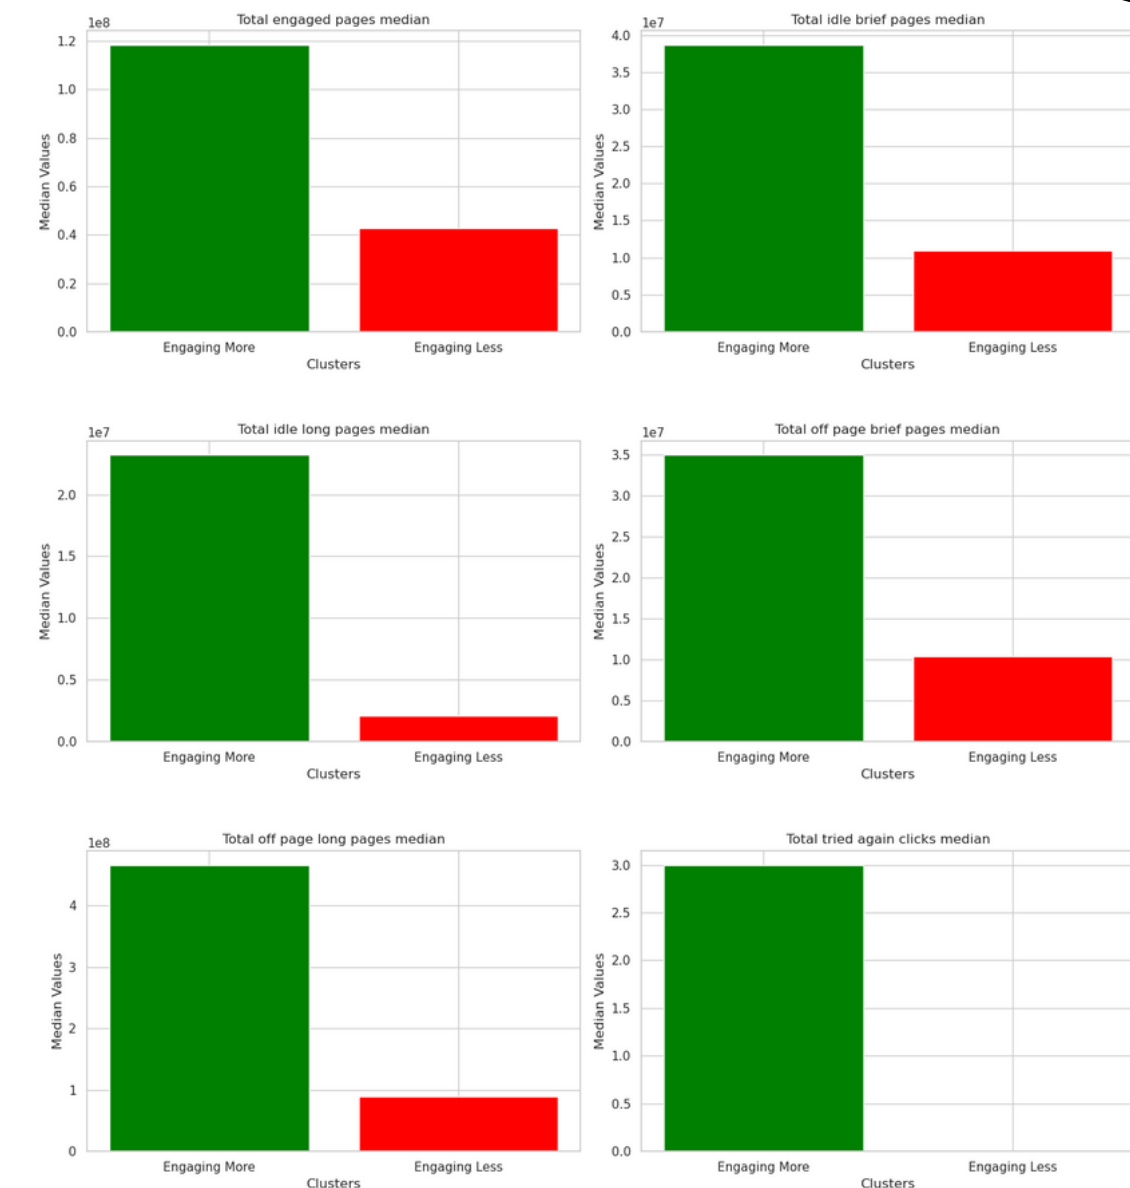 Total engaged pages median
1e8
1.2
1.0
0.8
0.6
0.4
0.2
0.0
Median Values
Engaging More Engaging Less
Clusters
Total idle brief pages median
1e7
4.0
3.5
3.0
2.5
2.0
1.5
1.0
0.5
0.0
Median Values
Engaging More Engaging Less
Clusters
Total idle long pages median
1e7
2.0
1.5
1.0
0.5
0.0
Median Values
Engaging More Engaging Less
Clusters
Total off page brief pages median
1e7
3.5
3.0
2.5
2.0
1.5
1.0
0.5
0.0
Median Values
Engaging More Engaging Less
Clusters
Total off page long pages median
1e8
4
3
2
1
0
Median Values
Engaging More Engaging Less
Clusters
Total tried again clicks median
3.0
2.5
2.0
1.5
1.0
0.5
0.0
Median Values
Engaging More Engaging Less
Clusters